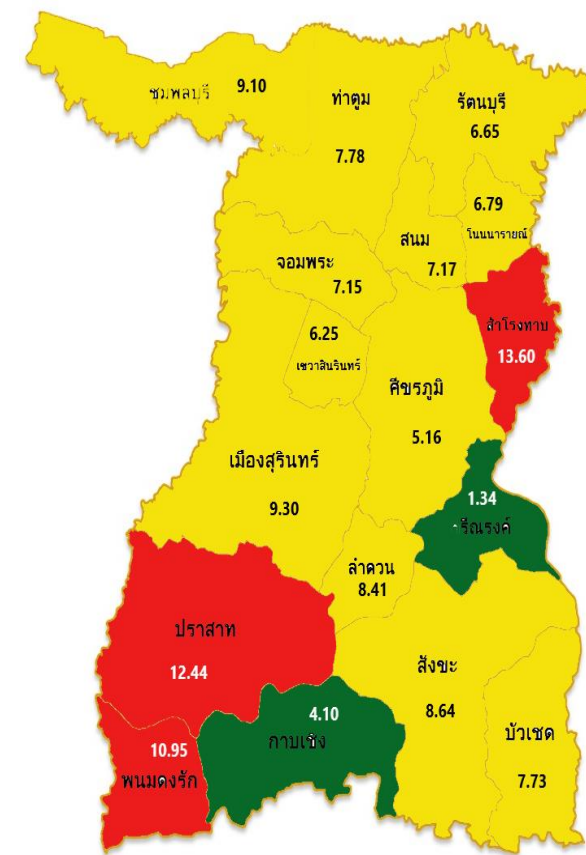 ชุมพลบุรี 9.10
ท่าตูม
7.78
รัตนบุรี
6.65
6.79
โนนนารายณ์
สนม
7.17
จอมพระ
7.15
สำโรงทาบ
13.60
6.25
เขวาสินรินทร์
ศีขรภูมิ
5.16
เมืองสุรินทร์
9.30
1.34
รีณรงค์
ลำดวน
8.41
ปราสาท
12.44
สังขะ
8.64
บัวเชด
7.73
4.10
กาบเชิง
10.95
พนมดงรัก